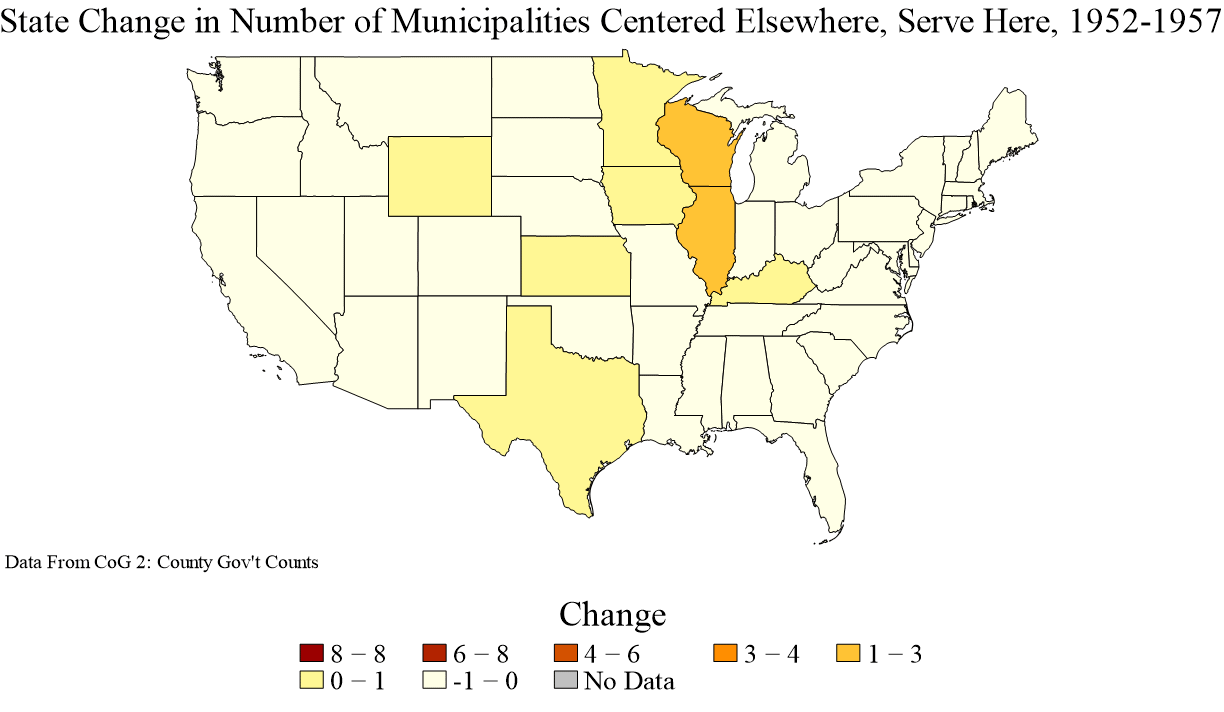 State Change in Number of Municipalities Centered Elsewhere, Serve Here, 1952-1957
Data From CoG 2: County Gov't Counts
Change
8 − 8 6 − 8 4 − 6 3 − 4 1 − 3
0 − 1 -1 − 0 No Data